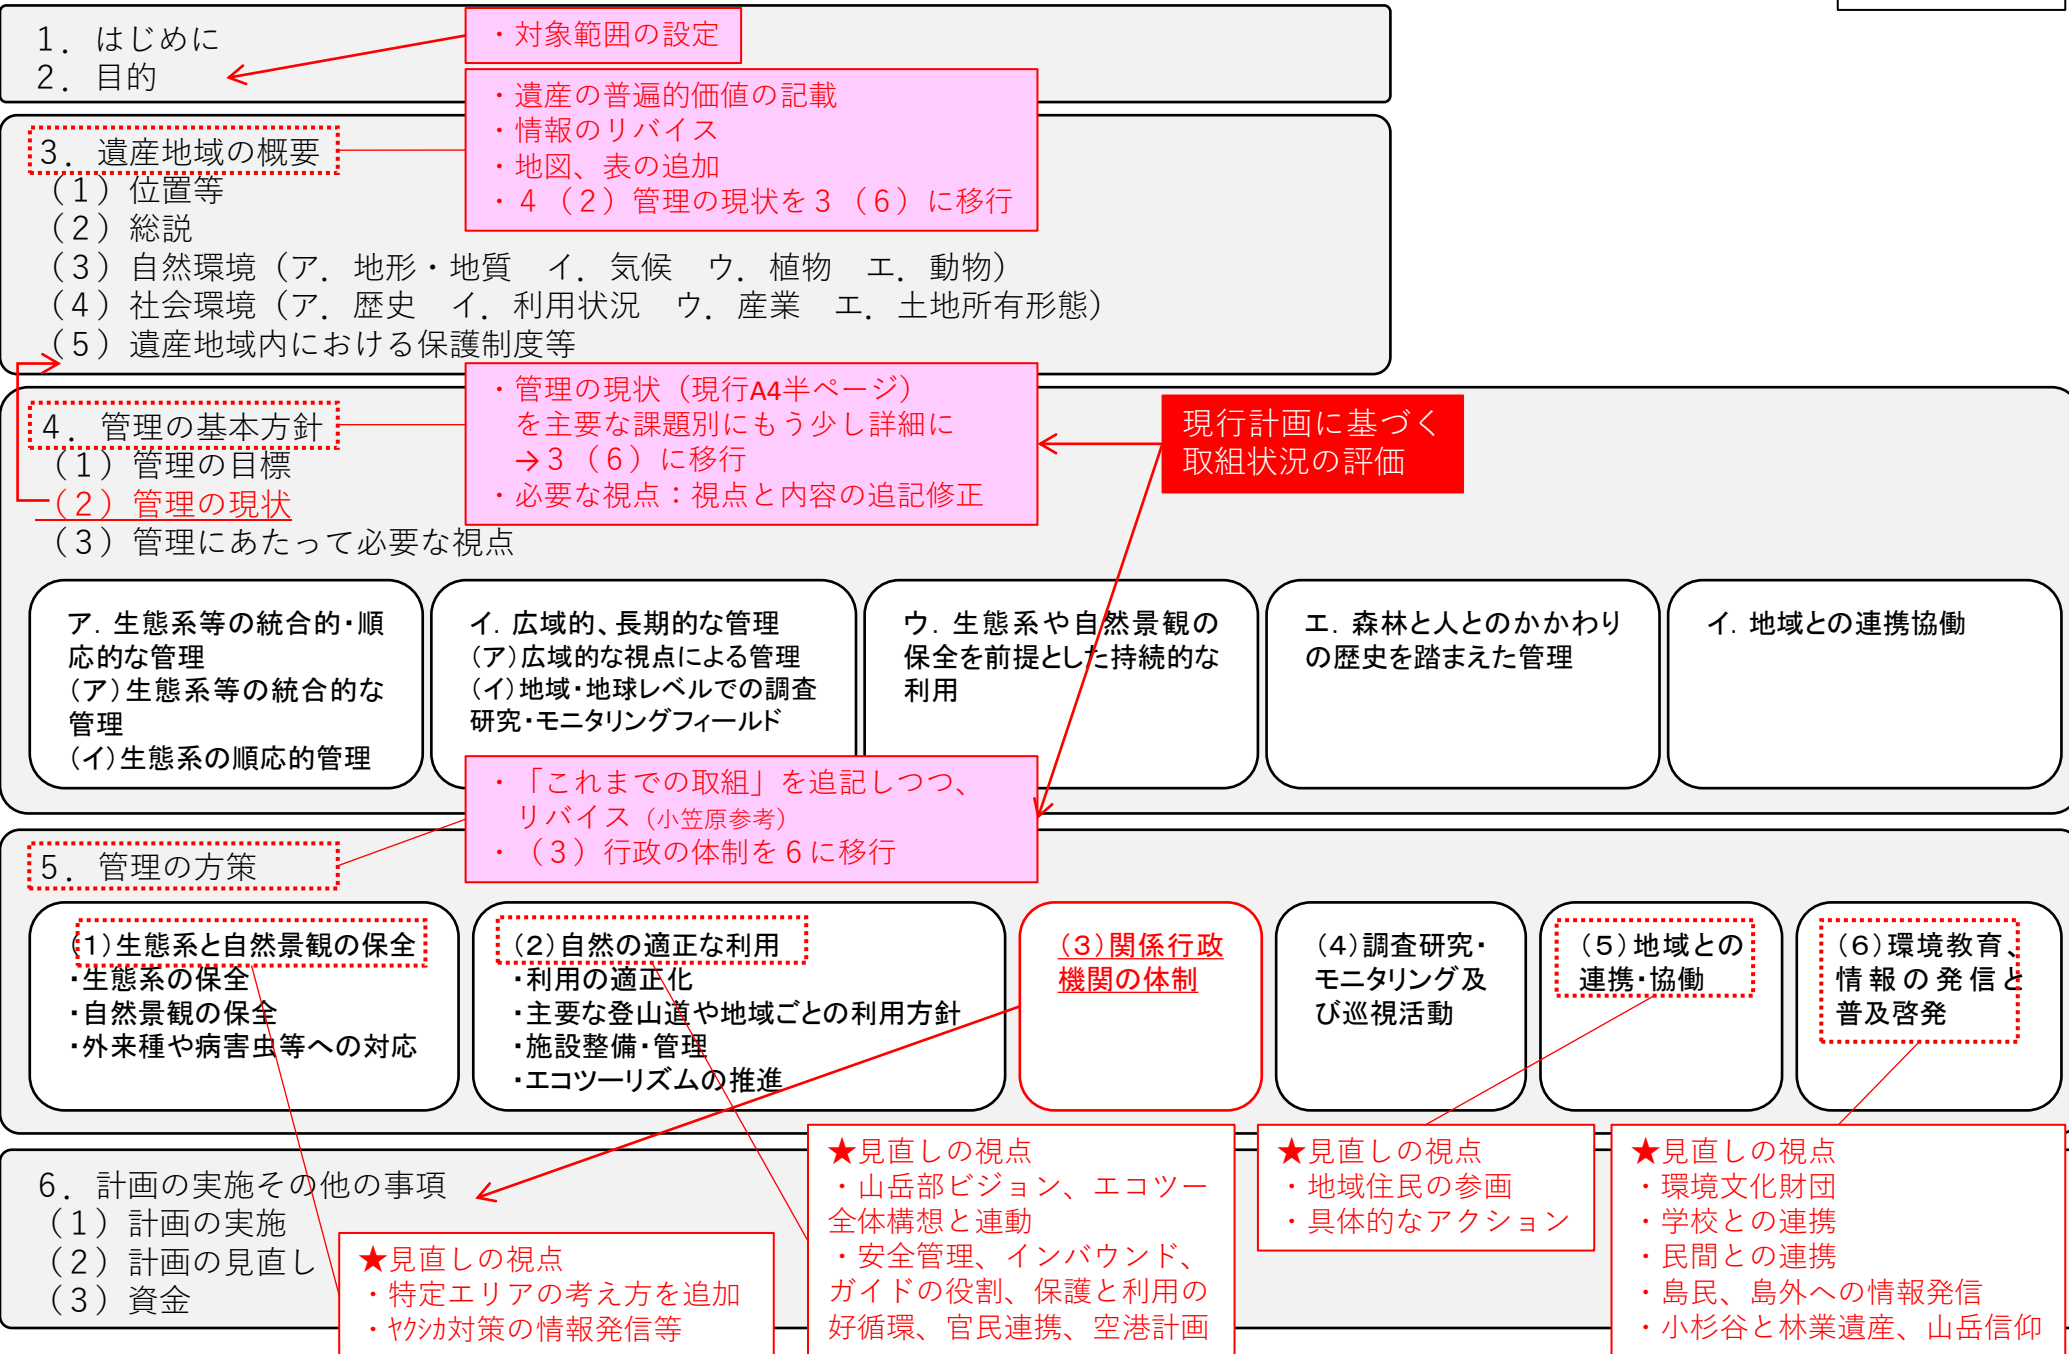 1．はじめに
2．目的
・対象範囲の設定
・遺産の普遍的価値の記載
・情報のリバイス
・地図、表の追加
・4（2）管理の現状を3（6）に移行
3．遺産地域の概要
（1）位置等
（2）総説
（3）自然環境（ア．地形・地質　イ．気候　ウ．植物　エ．動物）
（4）社会環境（ア．歴史　イ．利用状況　ウ．産業　エ．土地所有形態）
（5）遺産地域内における保護制度等
・管理の現状（現行A4半ページ）
を主要な課題別にもう少し詳細に
→3（6）に移行
・必要な視点：視点と内容の追記修正
現行計画に基づく
取組状況の評価
4．管理の基本方針
（1）管理の目標
（2）管理の現状
（3）管理にあたって必要な視点
ア．生態系等の統合的・順
応的な管理
（ア）生態系等の統合的な
管理
（イ）生態系の順応的管理
イ．広域的、長期的な管理
（ア）広域的な視点による管理
（イ）地域・地球レベルでの調査
研究・モニタリングフィールド
ウ．生態系や自然景観の
保全を前提とした持続的な
利用
エ．森林と人とのかかわり
の歴史を踏まえた管理
イ．地域との連携協働
・「これまでの取組」を追記しつつ、
リバイス（小笠原参考）
・（3）行政の体制を6に移行
5．管理の方策
（1）生態系と自然景観の保全
・生態系の保全
・自然景観の保全
・外来種や病害虫等への対応
（2）自然の適正な利用
・利用の適正化
・主要な登山道や地域ごとの利用方針
・施設整備・管理
・エコツーリズムの推進
（3）関係行政
機関の体制
（4）調査研究・
モニタリング及
び巡視活動
（5）地域との
連携・協働
（6）環境教育、
情報の発信と
普及啓発
6．計画の実施その他の事項
（1）計画の実施
（2）計画の見直し
（3）資金
★見直しの視点
・特定エリアの考え方を追加
・ﾔｸｼｶ対策の情報発信等
★見直しの視点
・山岳部ビジョン、エコツー
全体構想と連動
・安全管理、インバウンド、
ガイドの役割、保護と利用の
好循環、官民連携、空港計画
★見直しの視点
・地域住民の参画
・具体的なアクション
★見直しの視点
・環境文化財団
・学校との連携
・民間との連携
・島民、島外への情報発信
・小杉谷と林業遺産、山岳信仰